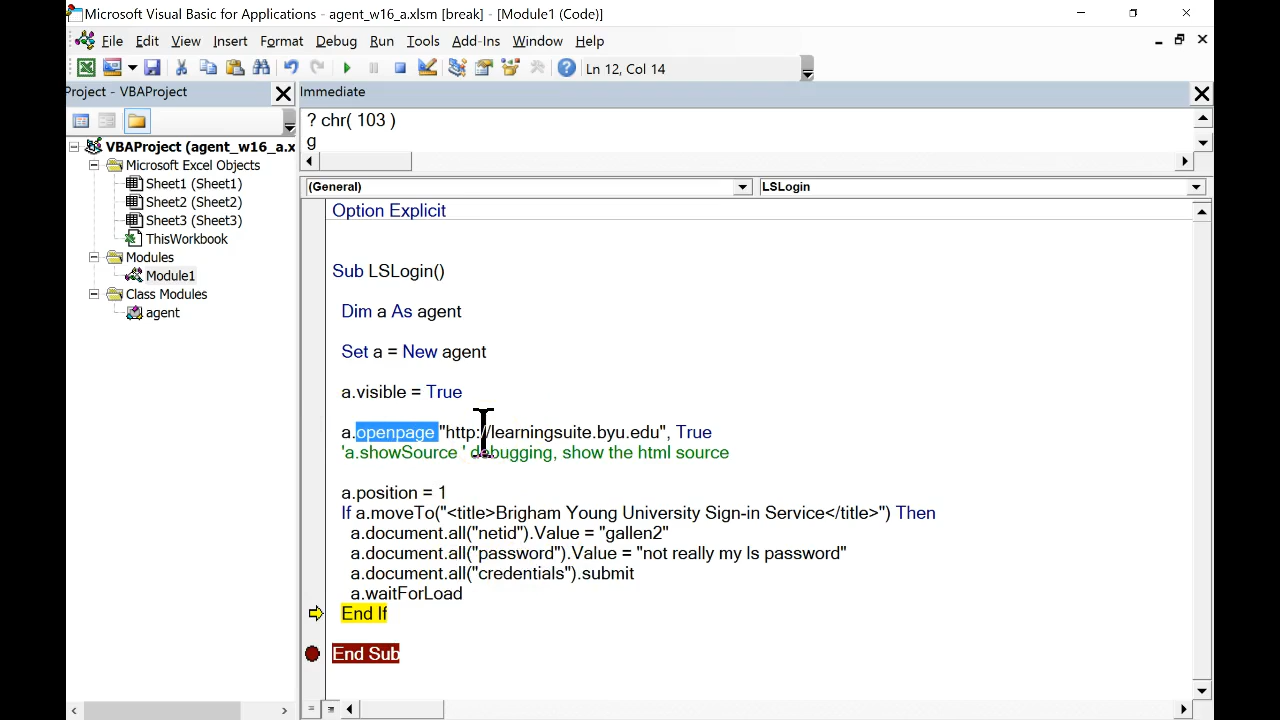 Microsoft Visual Basic for Applications - agent_w16_a.xlsm [break] - [Module1 (Code)]
File Edit View Insert Format Debug Run Tools Add-Ins Window Help
Ln 12, Col 14
Project - VBAProject
Immediate
? chr( 103 )
g
VBAProject (agent_w16_a.x
Microsoft Excel Objects
Sheet1 (Sheet1)
Sheet2 (Sheet2)
Sheet3 (Sheet3)
ThisWorkbook
Modules
Module1
Class Modules
agent
(General) LSLogin
Option Explicit
Sub LSLogin()
Dim a As agent
Set a = New agent
a.visible = True
a.openpage "http://learningsuite.byu.edu", True
'a.showSource ' debugging, show the html source
a.position = 1
If a.moveTo("<title>Brigham Young University Sign-in Service</title>") Then
a.document.all("netid").Value = "gallen2"
a.document.all("password").Value = "not really my ls password"
a.document.all("credentials").submit
a.waitForLoad
End If
End Sub